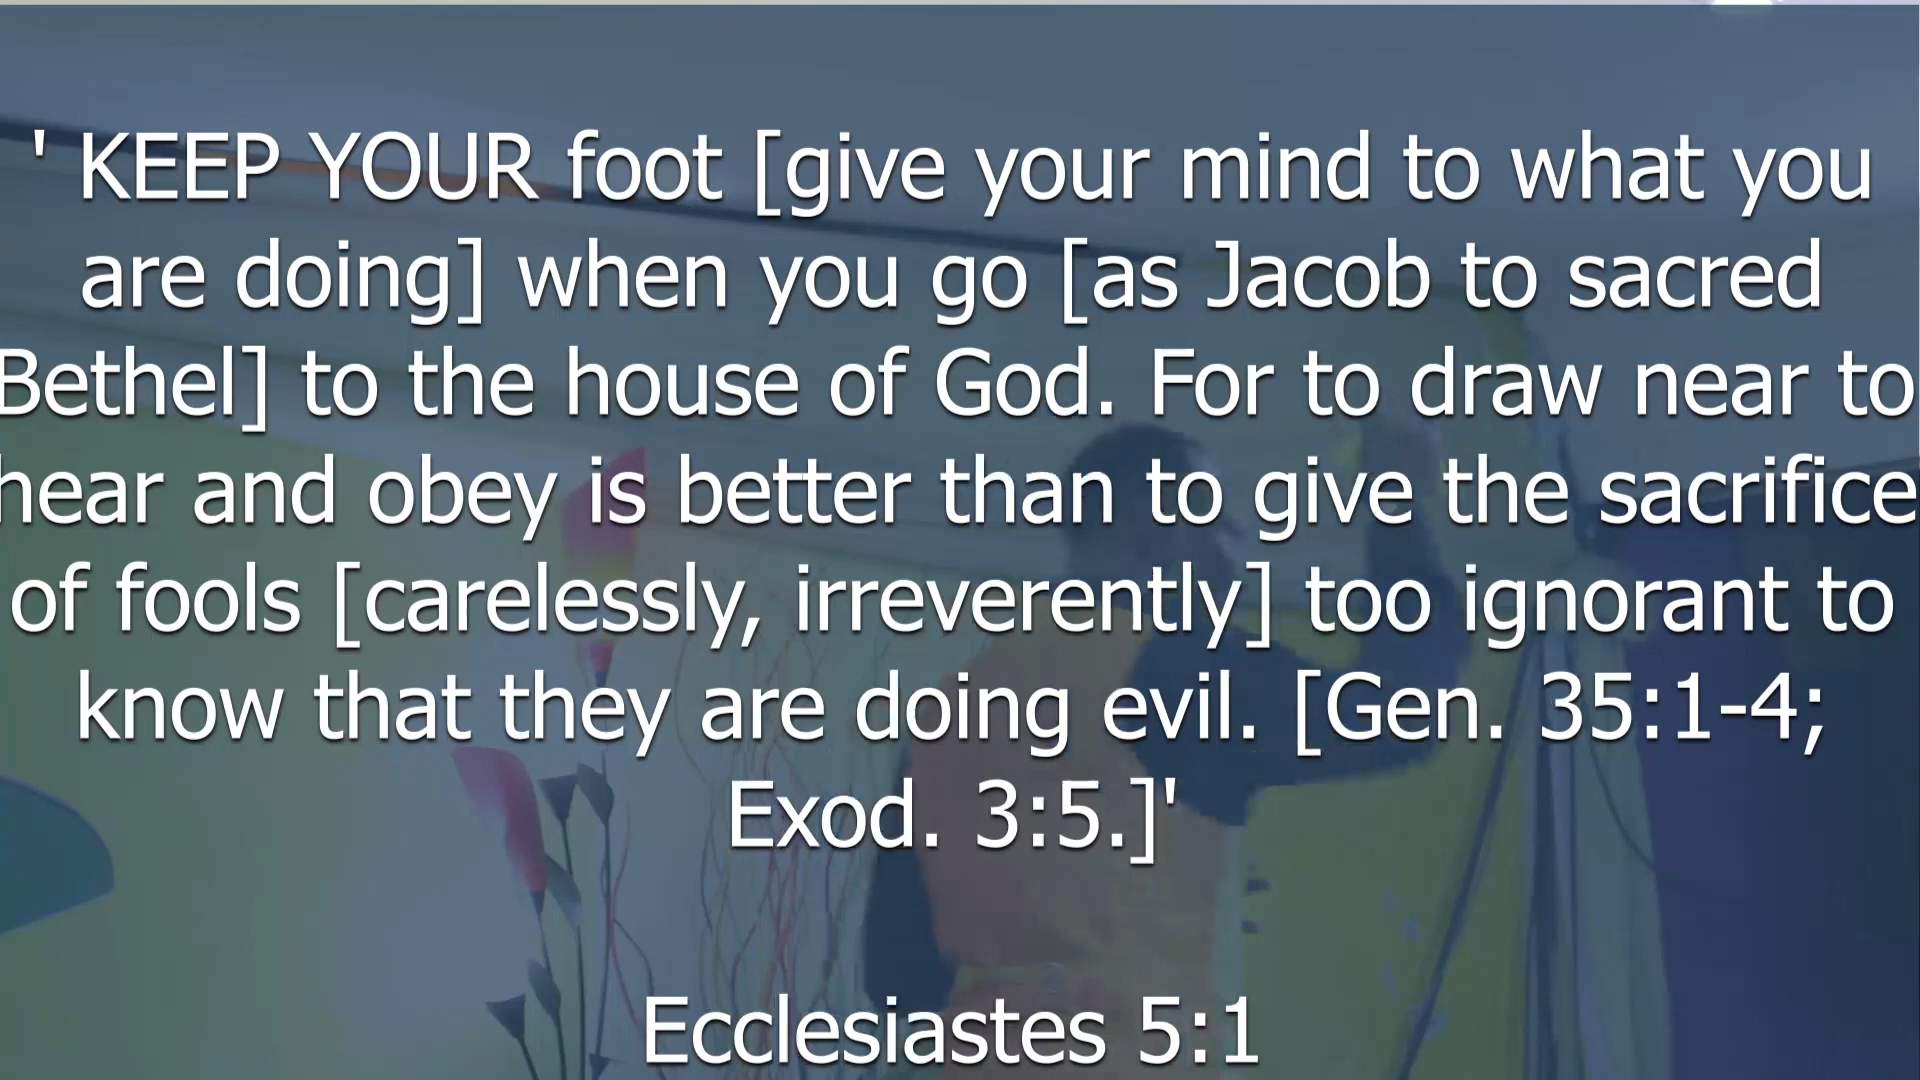 ' KEEP YOUR foot [give your mind to what you
are doing] when you go [as Jacob to sacred
Bethel] to the house of God. For to draw near to
hear and obey is better than to give the sacrifice
of fools [carelessly, irreverently] too ignorant to
know that they are doing evil. [Gen. 35:1-4;
Exod. 3:5.]'
Ecclesiastes 5:1